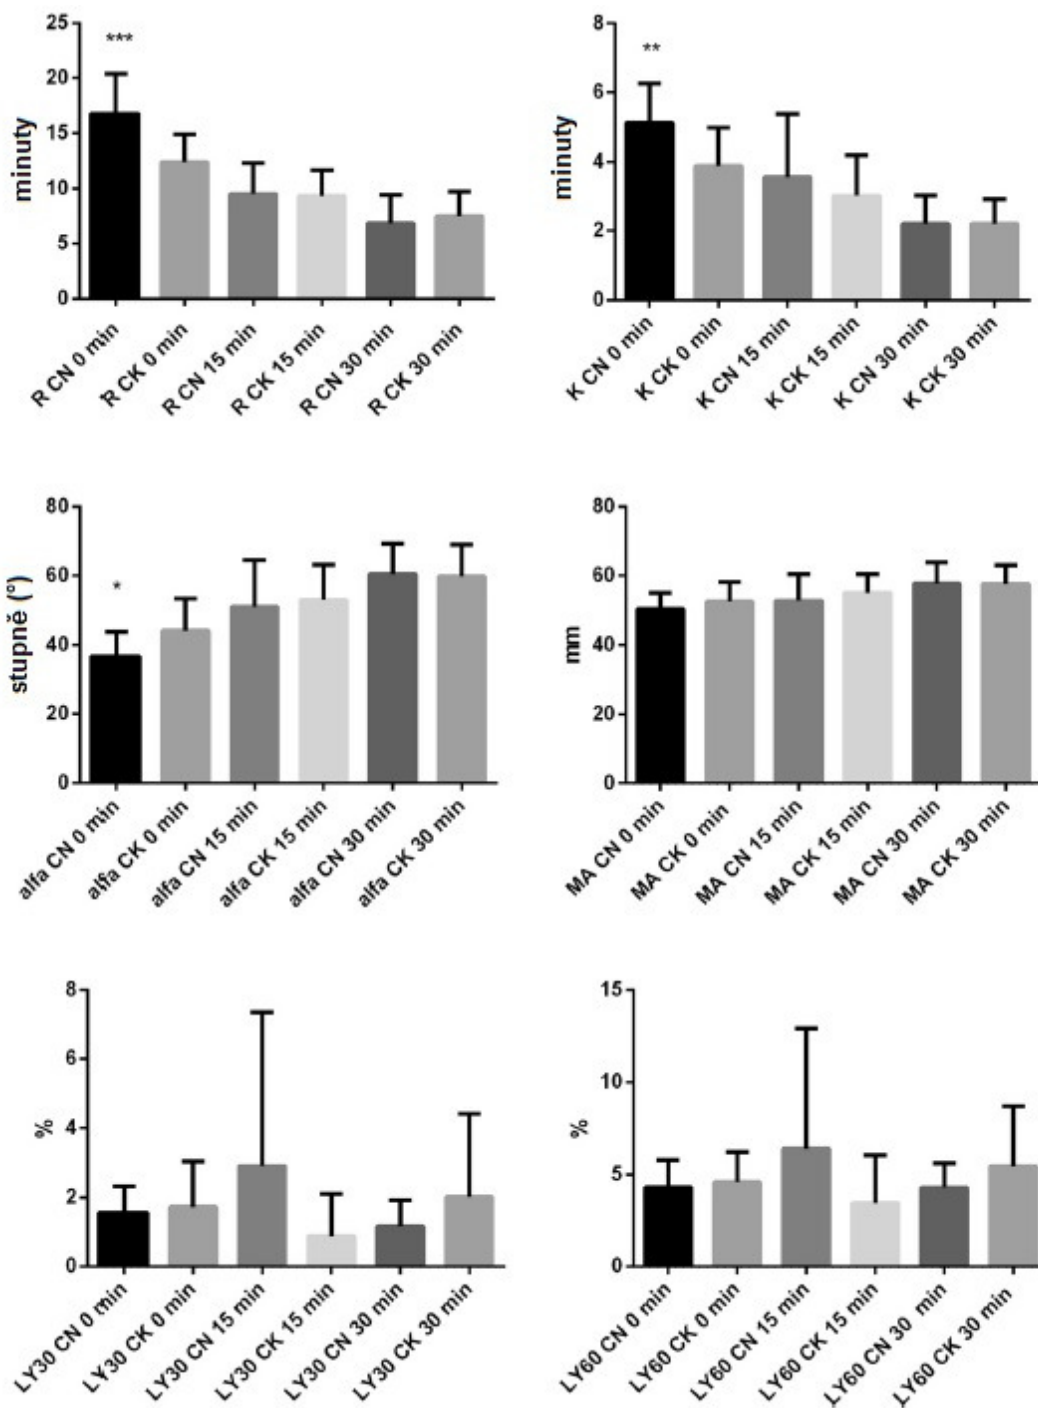 minuty
25
20
15
10
5
0
***
R CN 0 min
R CK 0 min
R CN 15 min
R CK 15 min
R CN 30 min
R CK 30 min
minuty
8
6
4
2
0
**
K CN 0 min
K CK 0 min
K CN 15 min
K CK 15 min
K CN 30 min
K CK 30 min
stupně (°)
80
60
40
20
0
*
alfa CN 0 min
alfa CK 0 min
alfa CN 15 min
alfa CK 15 min
alfa CN 30 min
alfa CK 30 min
mm
80
60
40
20
0
MA CN 0 min
MA CK 0 min
MA CN 15 min
MA CK 15 min
MA CN 30 min
MA CK 30 min
%
8
6
4
2
0
LY30 CN 0 min
LY30 CK 0 min
LY30 CN 15 min
LY30 CK 15 min
LY30 CN 30 min
LY30 CK 30 min
%
15
10
5
0
LY60 CN 0 min
LY60 CK 0 min
LY60 CN 15 min
LY60 CK 15 min
LY60 CN 30 min
LY60 CK 30 min